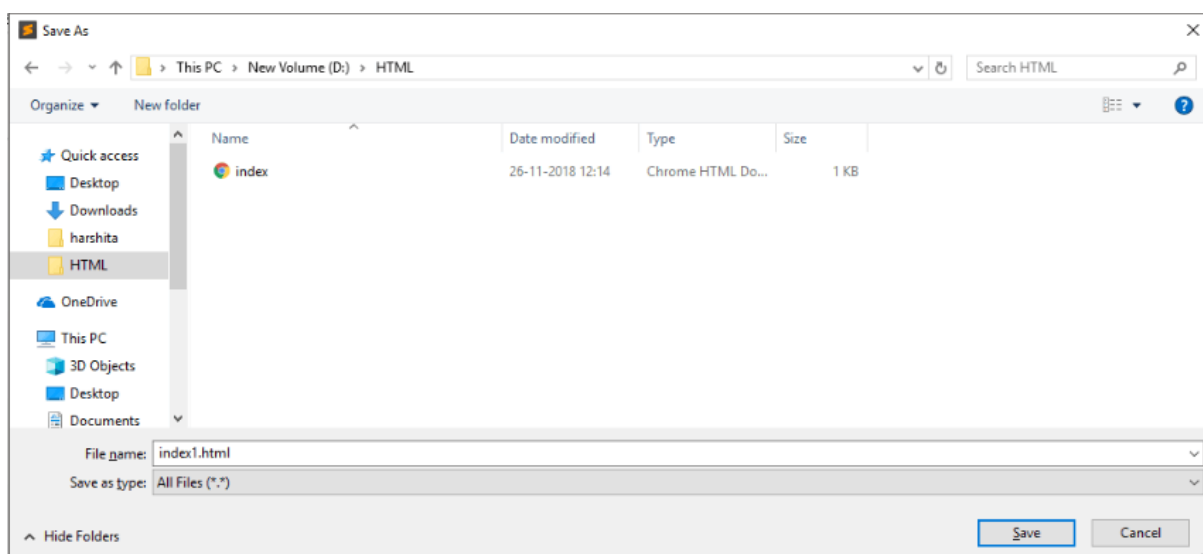 Save As
This PC > New Volume (D:) > HTML
Search HTML
Organize
New folder
Name Date modified Type Size
index 26-11-2018 12:14 Chrome HTML Do... 1 KB
Quick access
Desktop
Downloads
harshita
HTML
OneDrive
This PC
3D Objects
Desktop
Documents
File name: index1.html
Save as type: All Files (*.*)
Hide Folders
Save
Cancel